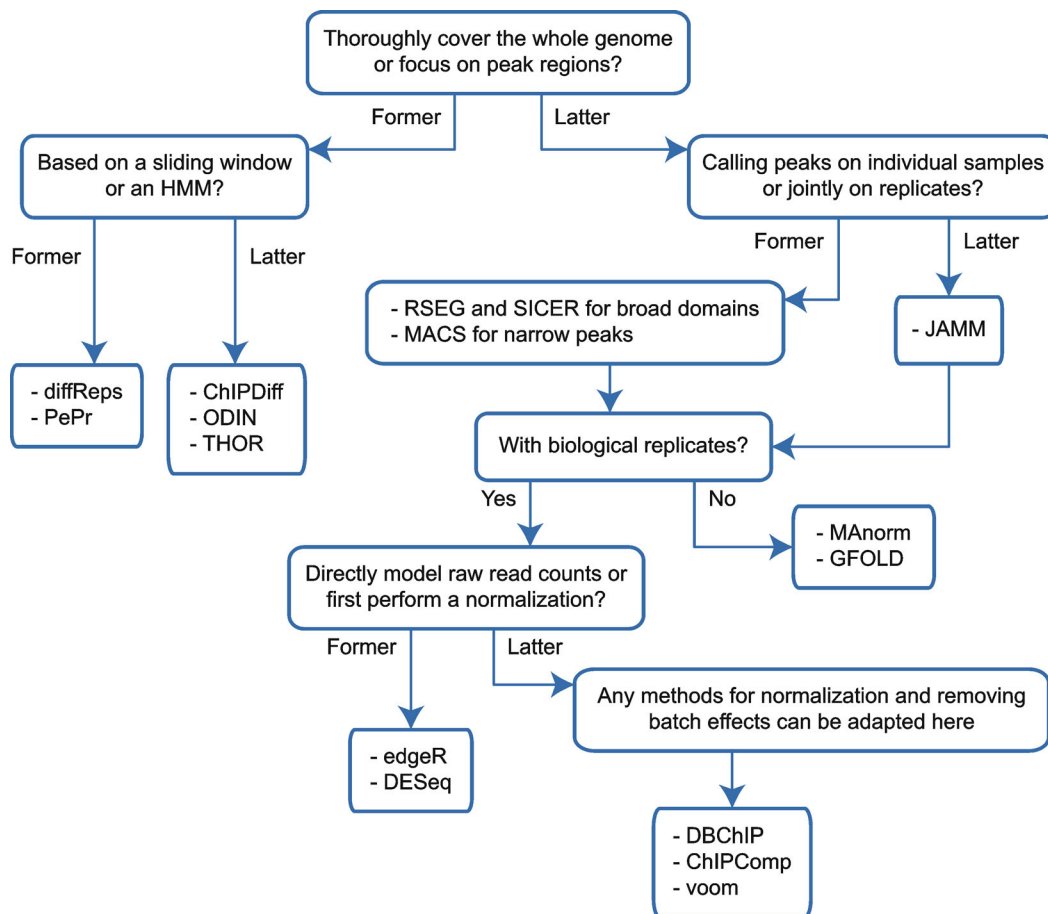 Thoroughly cover the whole genome
or focus on peak regions?
Former
Latter
Based on a sliding window
or an HMM?
Calling peaks on individual samples
or jointly on replicates?
Former
Latter
Former
Latter
- RSEG and SICER for broad domains
- MACS for narrow peaks
- JAMM
- diffReps
- PePr
- ChIPDiff
- ODIN
- THOR
With biological replicates?
Yes
No
- MAnorm
- GFOLD
Directly model raw read counts or
first perform a normalization?
Former
Latter
Any methods for normalization and removing
batch effects can be adapted here
- edgeR
- DESeq
- DBChIP
- ChIPComp
- voom